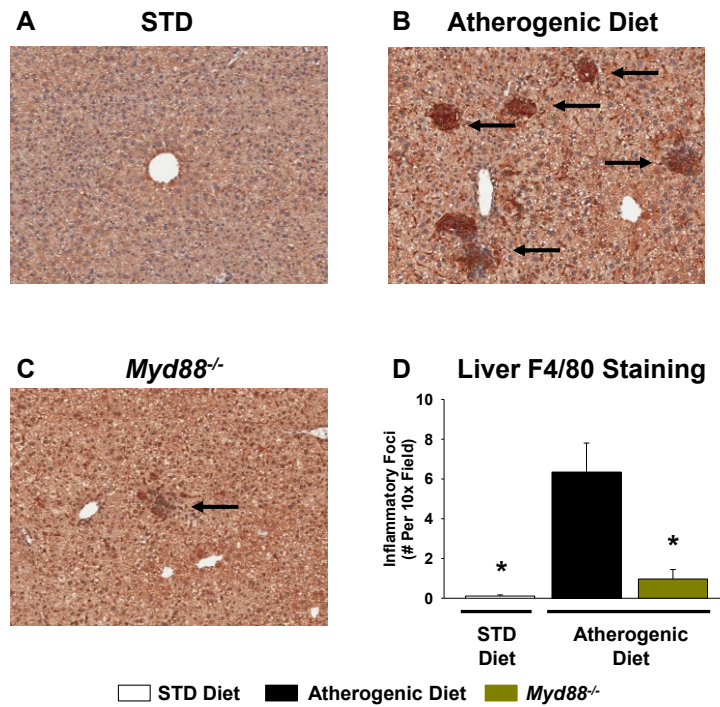 A STD
B Atherogenic Diet
C Myd88-/-
D Liver F4/80 Staining
Inflammatory Foci
(# Per 10x Field)
10
8
6
4
2
0
*
*
STD
Diet
Atherogenic
Diet
STD Diet Atherogenic Diet Myd88-/-